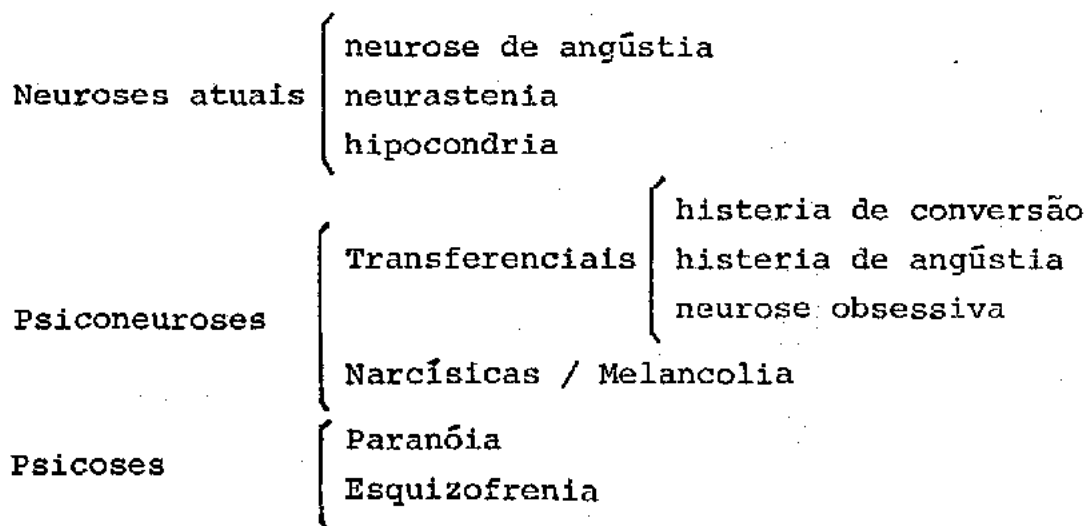 neurose de angústia
Neuroses atuais neurastenia
hipocondria
histeria de conversão
Transferenciais histeria de angústia
neurose obsessiva
Psiconeuroses
Narcísicas / Melancolia
Paranóia
Psicoses
Esquizofrenia